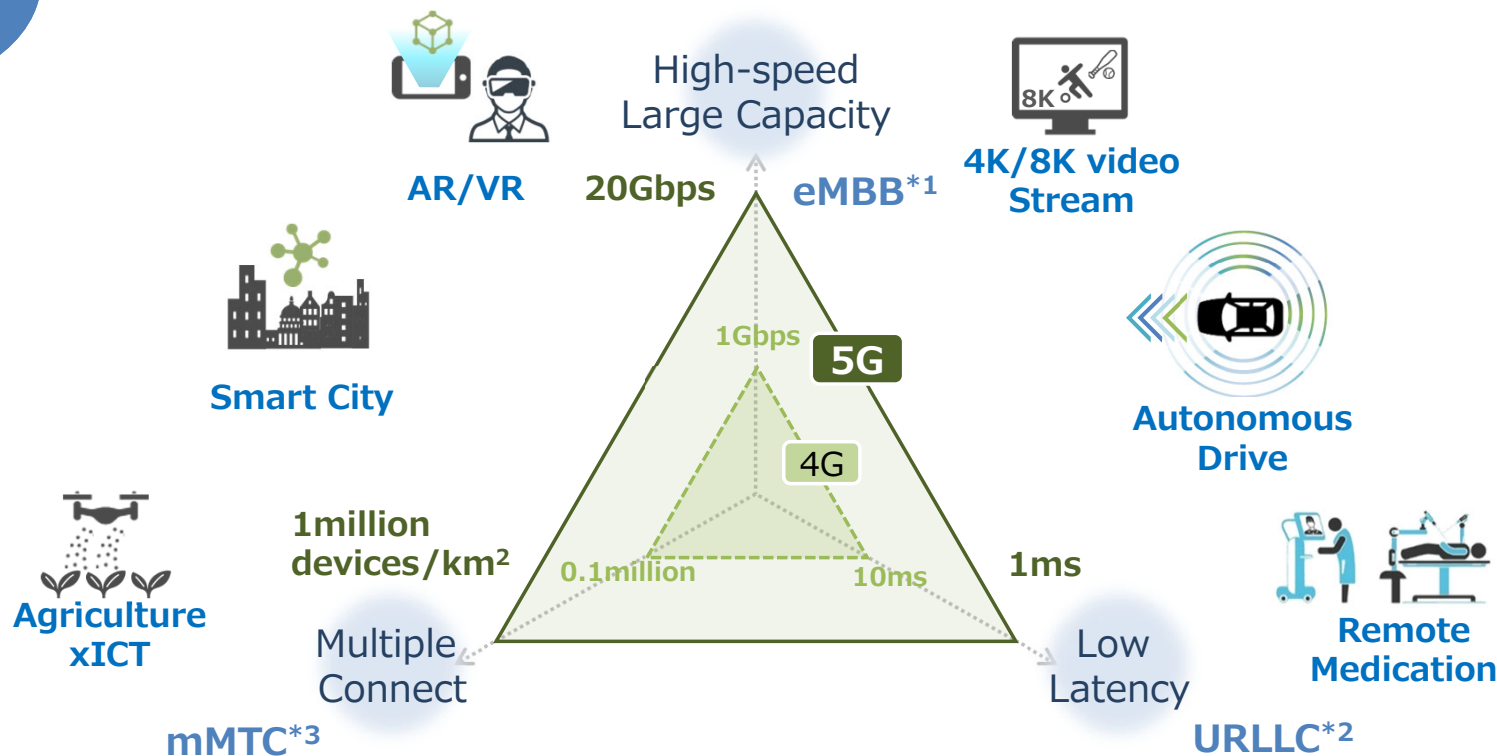 High-speed
Large Capacity
8K
AR/VR
20Gbps
eMBB*1
4K/8K video
Stream
1Gbps
5G
Smart City
Autonomous
Drive
4G
1million
devices/km²
0.1million
10ms
1ms
Agriculture
xICT
Multiple
Connect
Low
Latency
Remote
Medication
mMTC*3
URLLC*2